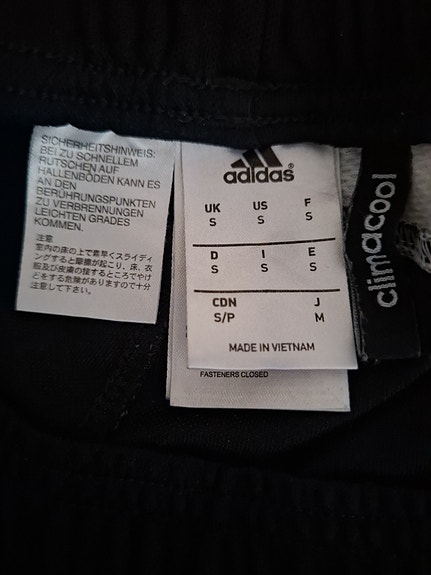 SICHERHEITSHINWEIS:
BEI ZU SCHNELLEM
RUTSCHEN AUF
HALLENBÖDEN KANN ES
AN DEN
BERÜHRUNGSPUNKTEN
ZU VERBRENNUNGEN
LEICHTEN GRADES
KOMMEN.
注意
室内の床の上で素早くスライディ
ングすると摩擦が起こり、床、衣
服及び皮膚の接するところでやけ
どする危険がありますので十分
注意して下さい。
adidas®
UK US F
S S S
D I E
S S S
CDN J
S/P M
MADE IN VIETNAM
FASTENERS CLOSED
climacool